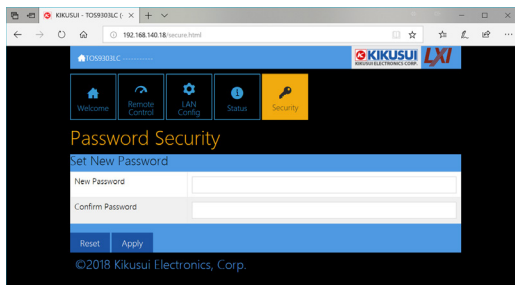 KIKUSUI - TOS9303LC (-
192.168.140.18/secure.html
TOS9303LC
KIKUSUI
KIKUSUI ELECTRONICS CORP.
LXI
Welcome
Remote Control
LAN Config
Status
Security
Password Security
Set New Password
New Password
Confirm Password
Reset Apply
©2018 Kikusui Electronics, Corp.